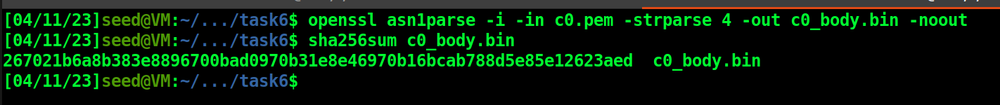 [04/11/23]seed@VM:~/.../task6$ openssl asn1parse -i -in c0.pem -strparse 4 -out c0_body.bin -noout
[04/11/23]seed@VM:~/.../task6$ sha256sum c0_body.bin
267021b6a8b383e8896700bad0970b31e8e46970b16bcab788d5e85e12623aed  c0_body.bin
[04/11/23]seed@VM:~/.../task6$